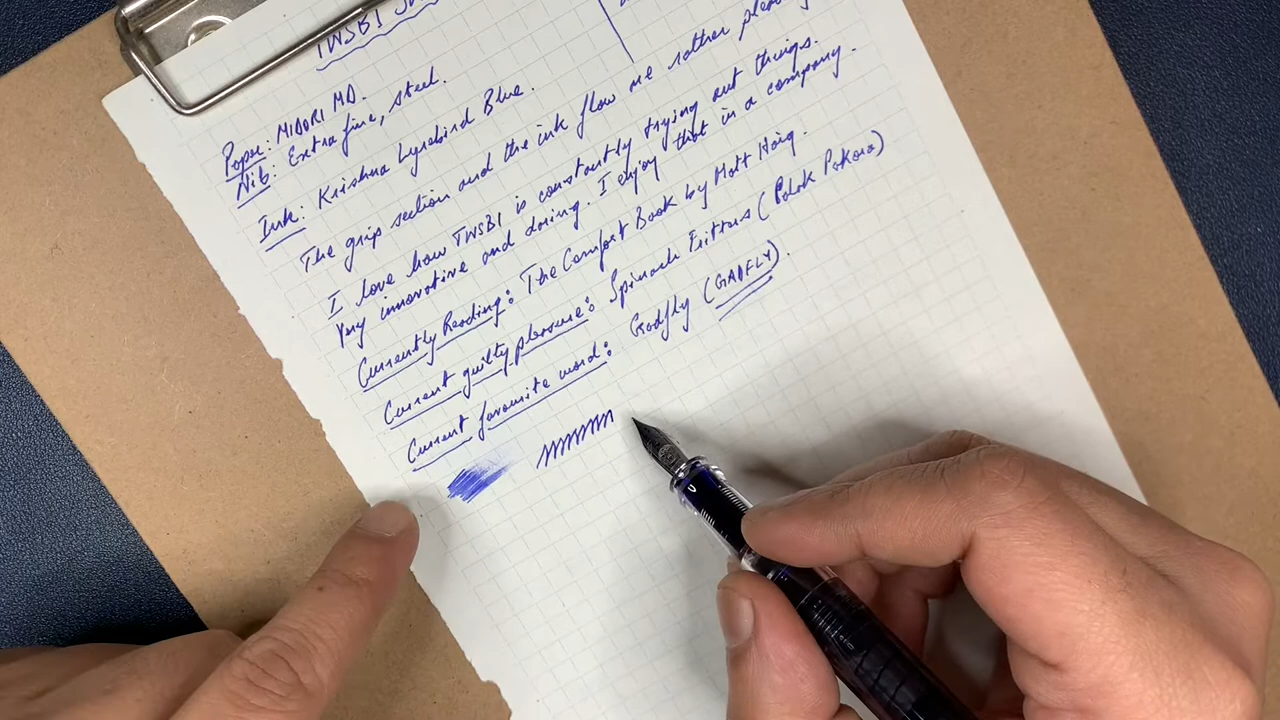 TWSBI
Paper: MIDORI MD.
Nib: Extra fine, steel.
Ink: Krishna Lyrebird Blue.
The grip section and the ink flow are rather pleasing
I love how TWSBI is constantly trying out things.
Very innovative and daring. I enjoy that in a company.
Currently Reading: The Comfort Book by Matt Haig.
Current guilty pleasure: Spinach Fritters (Palak Pakora)
Current favourite word: Gadfly (GADFLY).